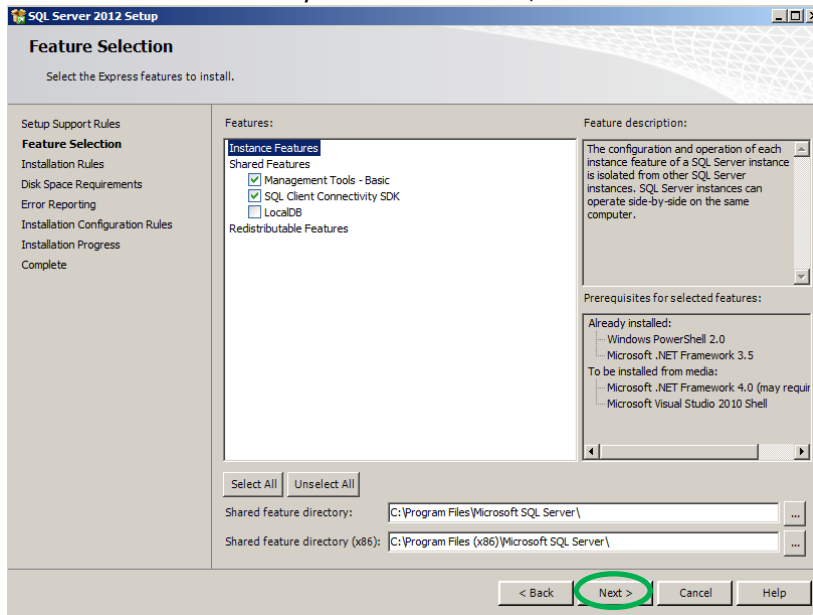 SQL Server 2012 Setup
Feature Selection
Select the Express features to install.
Setup Support Rules
Feature Selection
Installation Rules
Disk Space Requirements
Error Reporting
Installation Configuration Rules
Installation Progress
Complete
Features:
Instance Features
Shared Features
Management Tools - Basic
SQL Client Connectivity SDK
LocalDB
Redistributable Features
Feature description:
The configuration and operation of each
instance feature of a SQL Server instance
is isolated from other SQL Server
instances. SQL Server instances can
operate side-by-side on the same
computer.
Prerequisites for selected features:
Already installed:
Windows PowerShell 2.0
Microsoft .NET Framework 3.5
To be installed from media:
Microsoft .NET Framework 4.0 (may requir
Microsoft Visual Studio 2010 Shell
Select All
Unselect All
Shared feature directory:
C:\Program Files\Microsoft SQL Server\
...
Shared feature directory (x86):
C:\Program Files (x86)\Microsoft SQL Server\
...
< Back
Next >
Cancel
Help